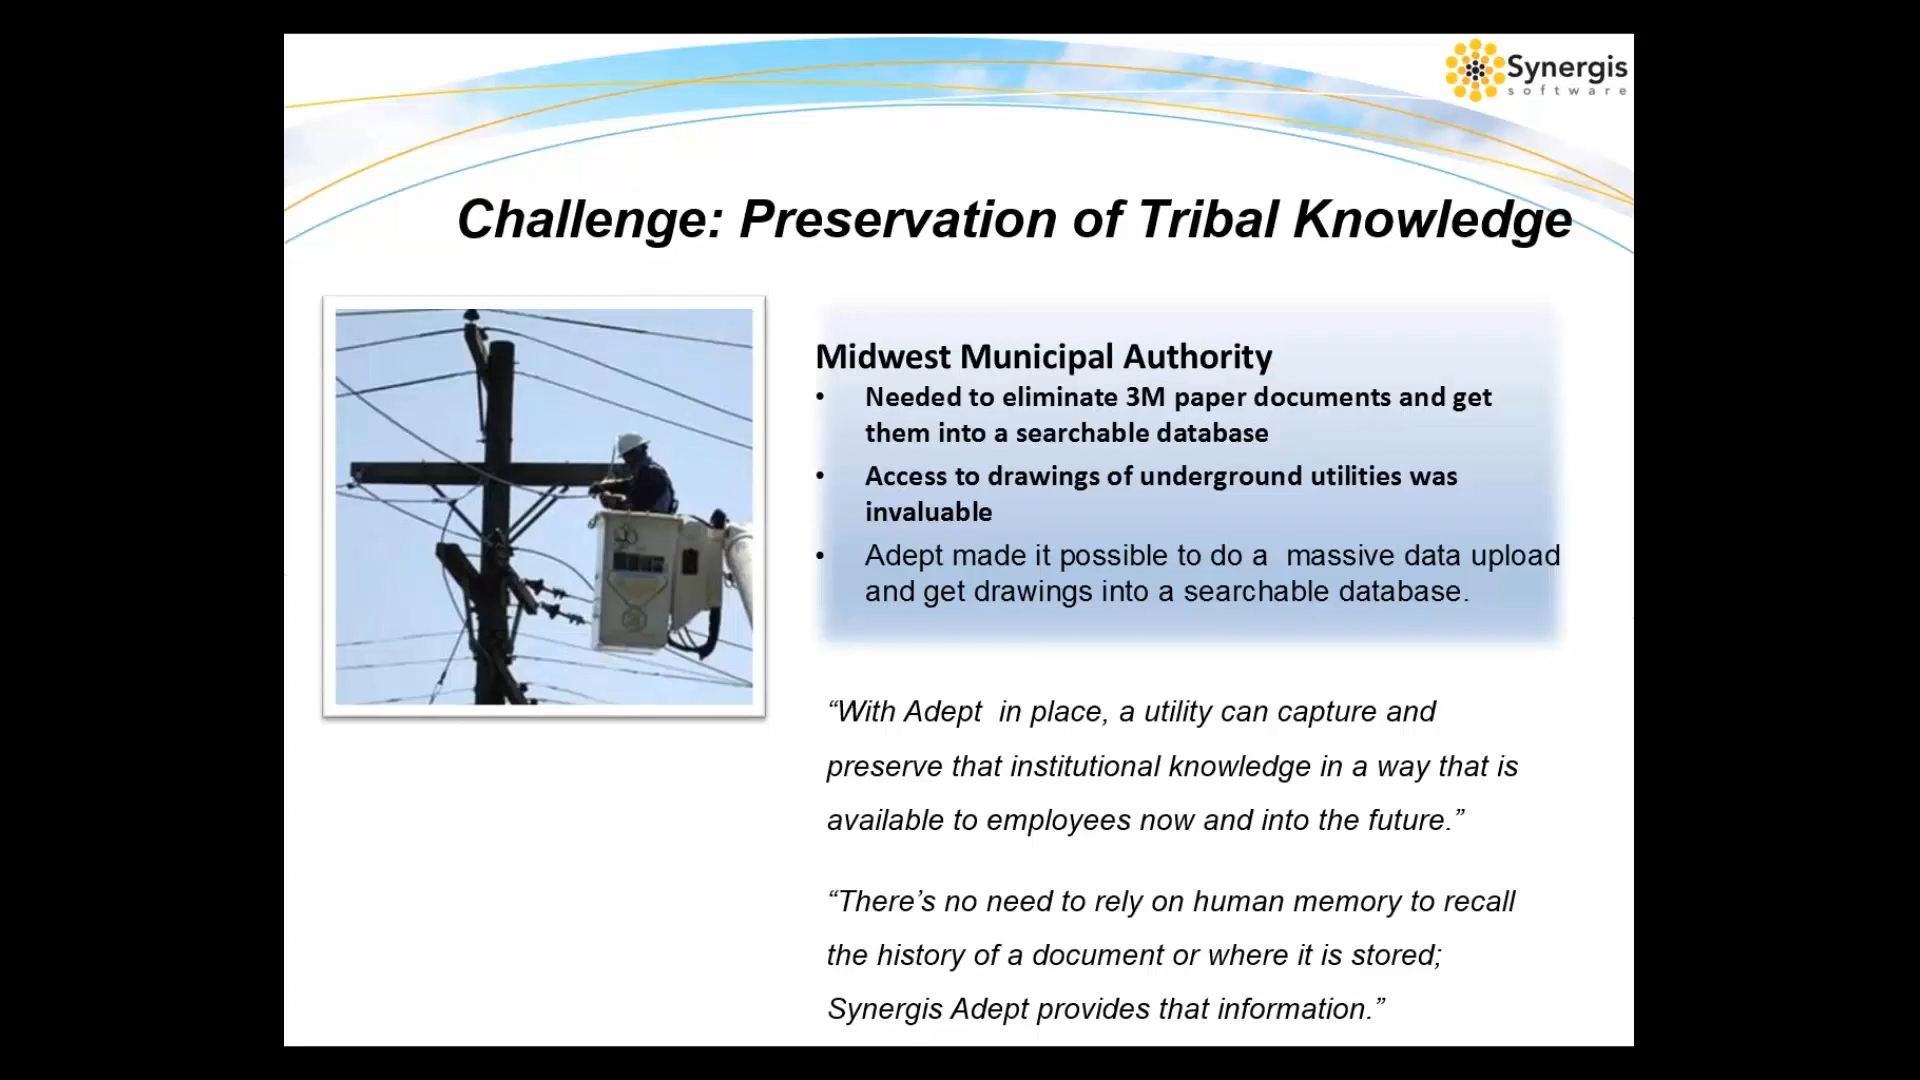 Synergis
software
Challenge: Preservation of Tribal Knowledge
Midwest Municipal Authority
• Needed to eliminate 3M paper documents and get
them into a searchable database
• Access to drawings of underground utilities was
invaluable
• Adept made it possible to do a massive data upload
and get drawings into a searchable database.
“With Adept in place, a utility can capture and
preserve that institutional knowledge in a way that is
available to employees now and into the future.”
“There’s no need to rely on human memory to recall
the history of a document or where it is stored;
Synergis Adept provides that information.”